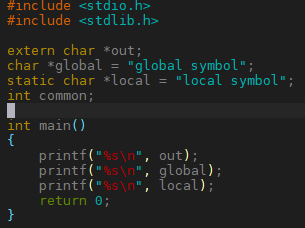 #include <stdio.h>
#include <stdlib.h>
extern char *out;
char *global = "global symbol";
static char *local = "local symbol";
int common;
int main()
{
    printf("%s\n", out);
    printf("%s\n", global);
    printf("%s\n", local);
    return 0;
}